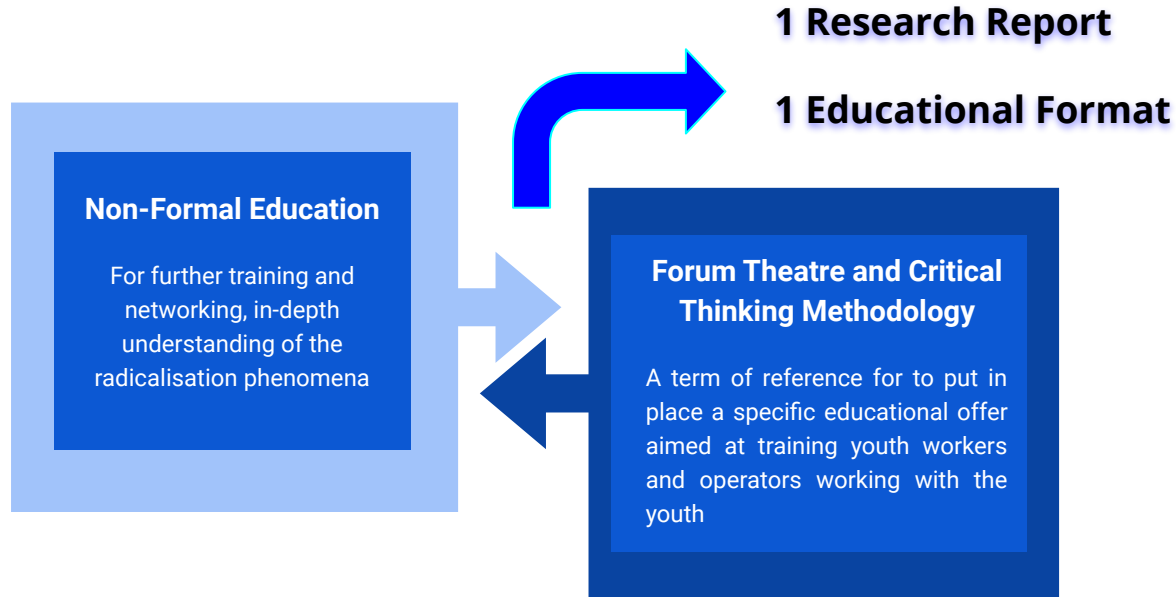 1 Research Report
1 Educational Format
Non-Formal Education
For further training and
networking, in-depth
understanding of the
radicalisation phenomena
Forum Theatre and Critical
Thinking Methodology
A term of reference for to put in
place a specific educational offer
aimed at training youth workers
and operators working with the
youth